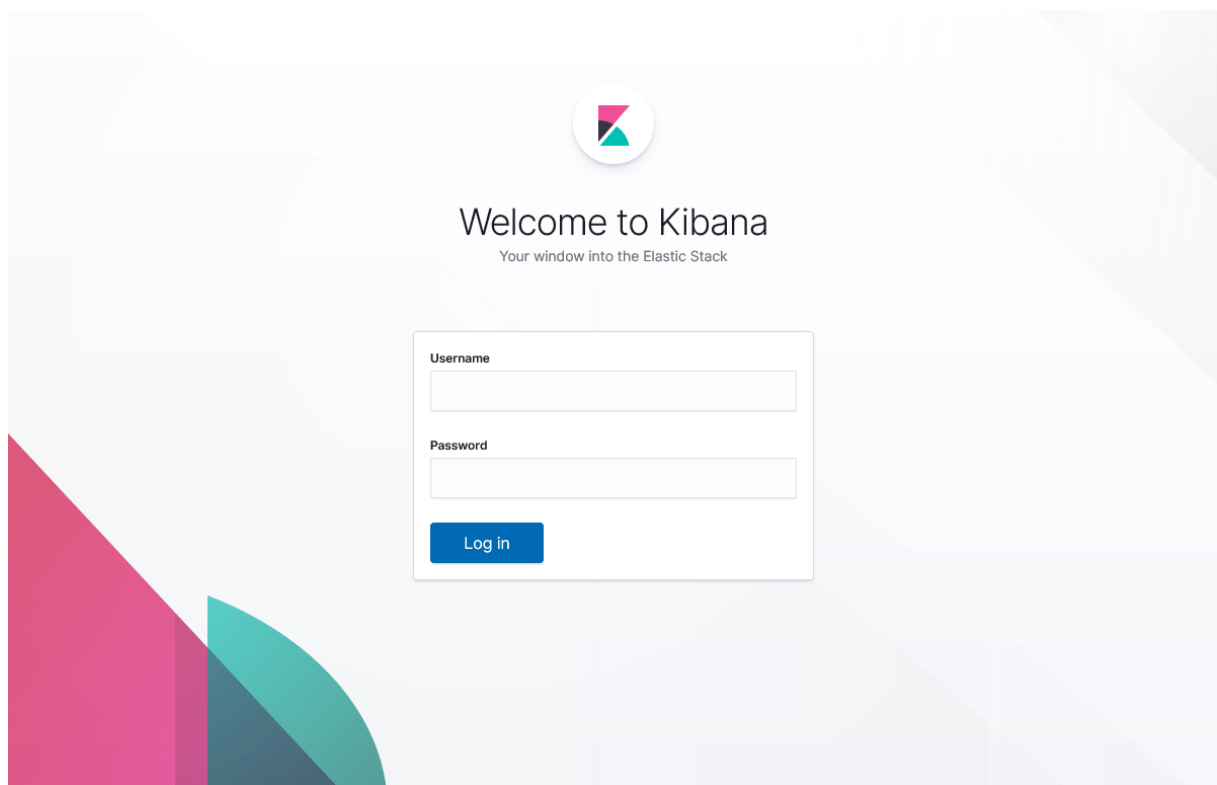 Welcome to Kibana
Your window into the Elastic Stack
Username
Password
Log in